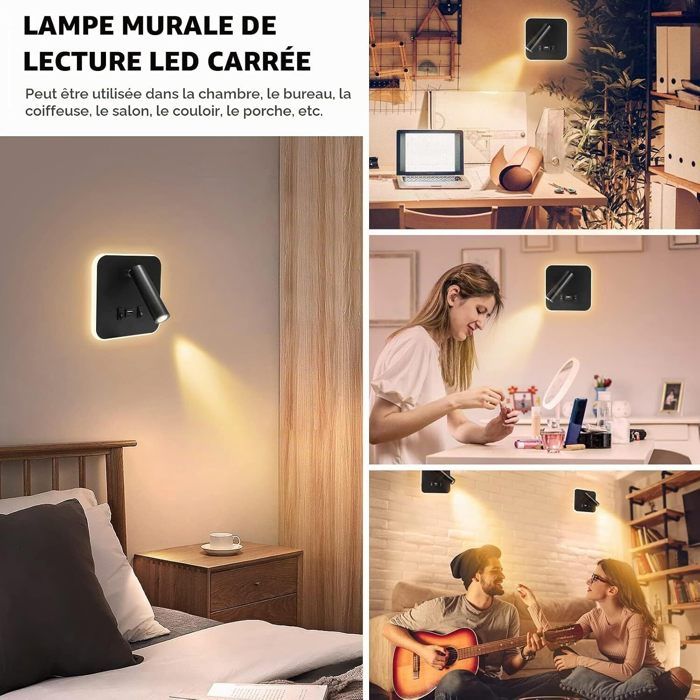 LAMPE MURALE DE
LECTURE LED CARRÉE
Peut être utilisée dans la chambre, le bureau, la
coiffeuse, le salon, le couloir, le porche, etc.